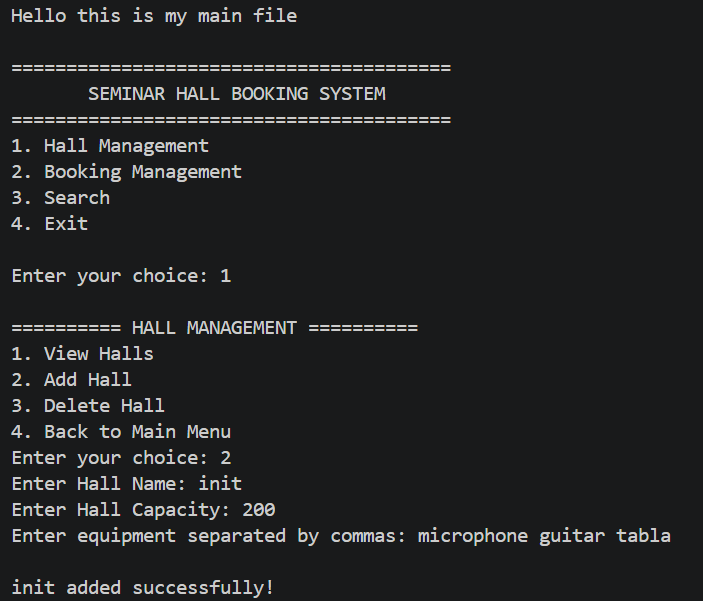 Hello this is my main file
========================================
SEMINAR HALL BOOKING SYSTEM
========================================
1. Hall Management
2. Booking Management
3. Search
4. Exit
Enter your choice: 1
========== HALL MANAGEMENT ==========
1. View Halls
2. Add Hall
3. Delete Hall
4. Back to Main Menu
Enter your choice: 2
Enter Hall Name: init
Enter Hall Capacity: 200
Enter equipment separated by commas: microphone guitar tabla
init added successfully!